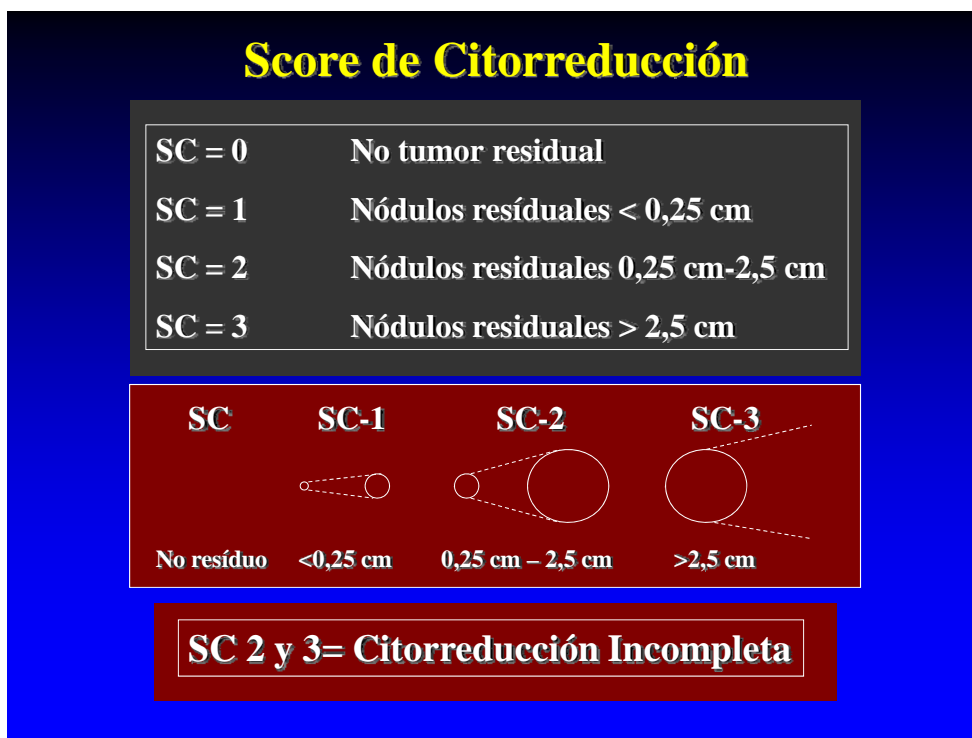 Score de Citorreducción
SC = 0 No tumor residual
SC = 1 Nódulos resíduales < 0,25 cm
SC = 2 Nódulos residuales 0,25 cm-2,5 cm
SC = 3 Nódulos residuales > 2,5 cm
SC SC-1 SC-2 SC-3
No resíduo <0,25 cm 0,25 cm – 2,5 cm >2,5 cm
SC 2 y 3= Citorreducción Incompleta